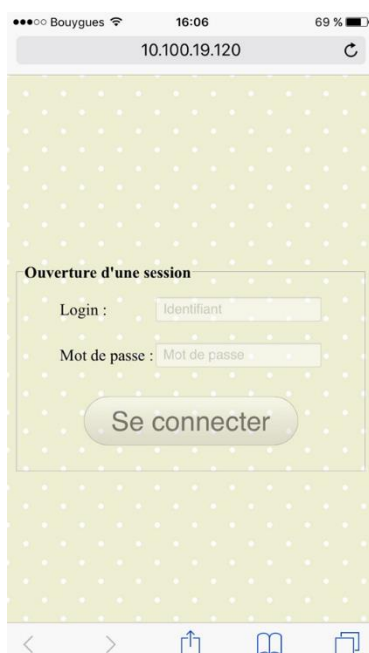 Bouygues 16:06 69 %
10.100.19.120
Ouverture d'une session
Login : Identifiant
Mot de passe : Mot de passe
Se connecter